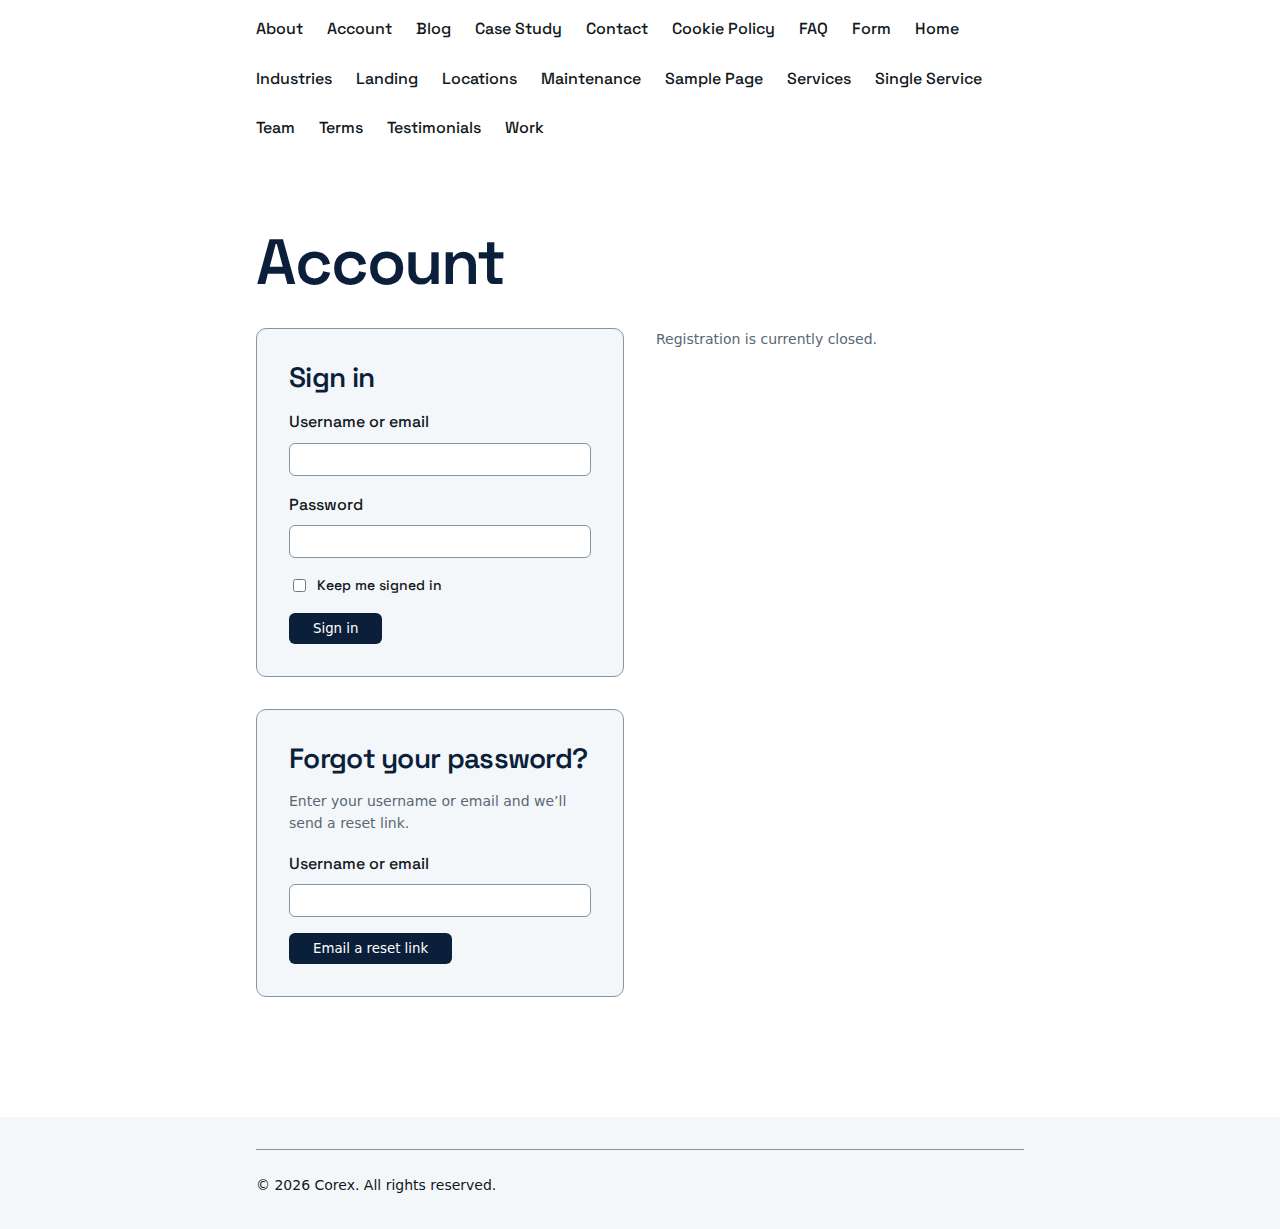 About Account Blog Case Study Contact Cookie Policy FAQ Form Home
Industries Landing Locations Maintenance Sample Page Services Single Service
Team Terms Testimonials Work
Account
Sign in
Username or email
Password
Keep me signed in
Sign in
Registration is currently closed.
Forgot your password?
Enter your username or email and we’ll
send a reset link.
Username or email
Email a reset link
© 2026 Corex. All rights reserved.